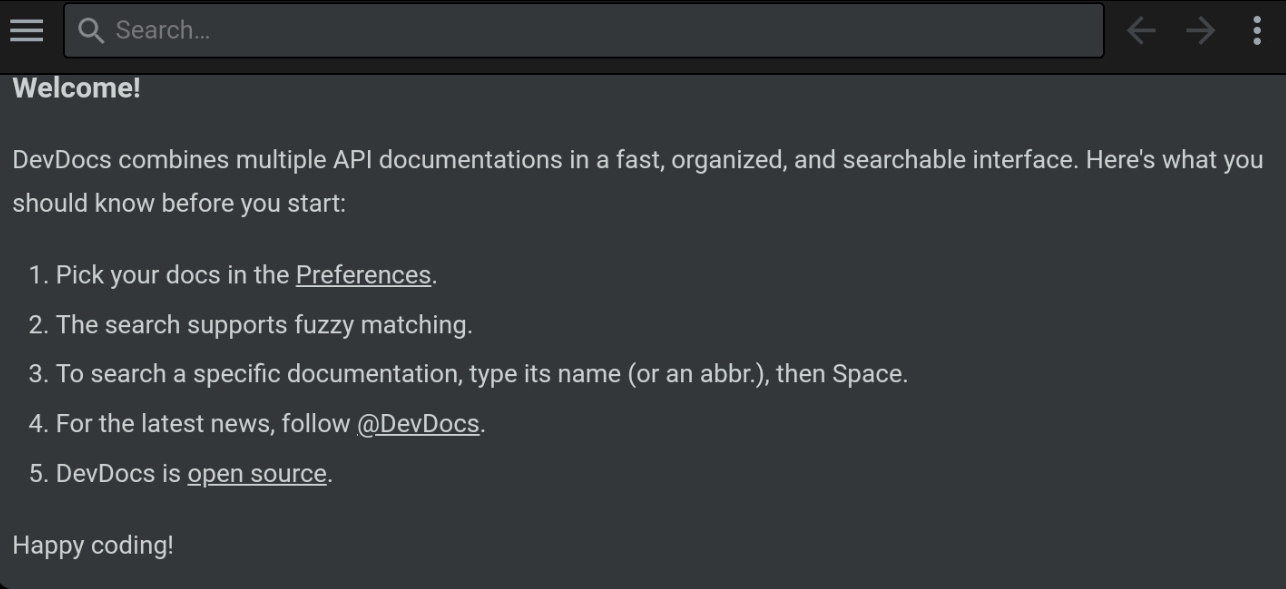 Search...
Welcome!
DevDocs combines multiple API documentations in a fast, organized, and searchable interface. Here's what you
should know before you start:
1. Pick your docs in the Preferences.
2. The search supports fuzzy matching.
3. To search a specific documentation, type its name (or an abbr.), then Space.
4. For the latest news, follow @DevDocs.
5. DevDocs is open source.
Happy coding!